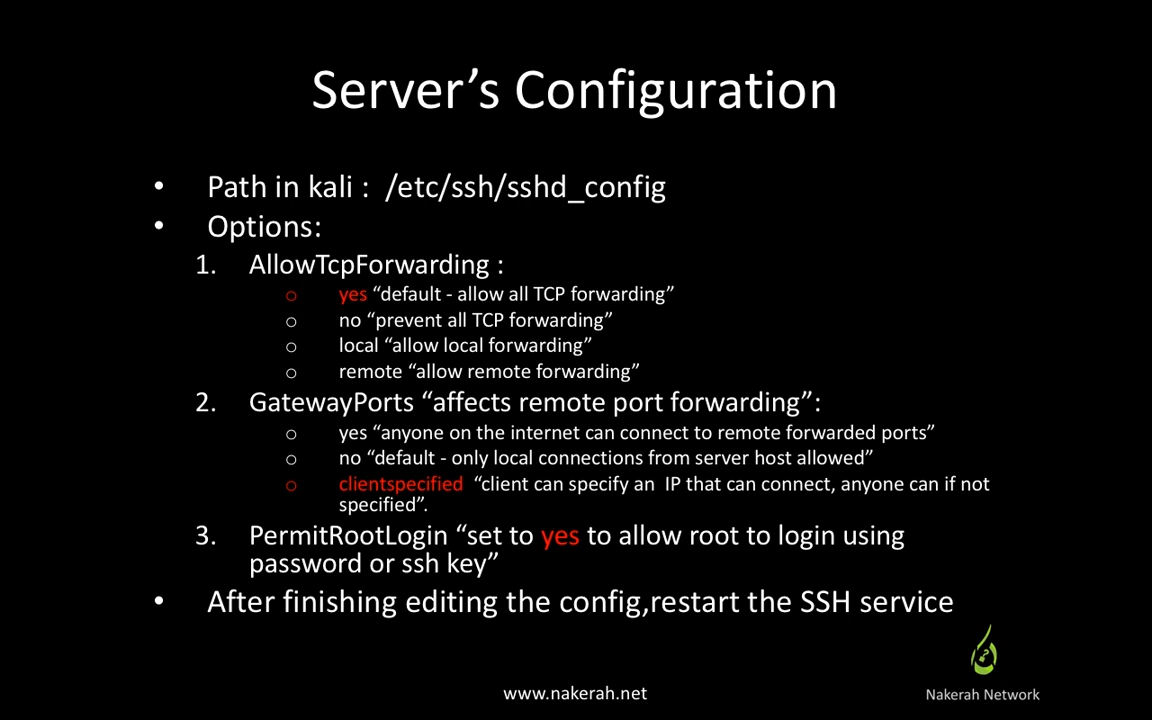 Server’s Configuration
• Path in kali : /etc/ssh/sshd_config
• Options:
1. AllowTcpForwarding :
o yes “default - allow all TCP forwarding”
o no “prevent all TCP forwarding”
o local “allow local forwarding”
o remote “allow remote forwarding”
2. GatewayPorts “affects remote port forwarding”:
o yes “anyone on the internet can connect to remote forwarded ports”
o no “default - only local connections from server host allowed”
o clientspecified “client can specify an IP that can connect, anyone can if not
specified”.
3. PermitRootLogin “set to yes to allow root to login using
password or ssh key”
• After finishing editing the config,restart the SSH service
www.nakerah.net
Nakerah Network